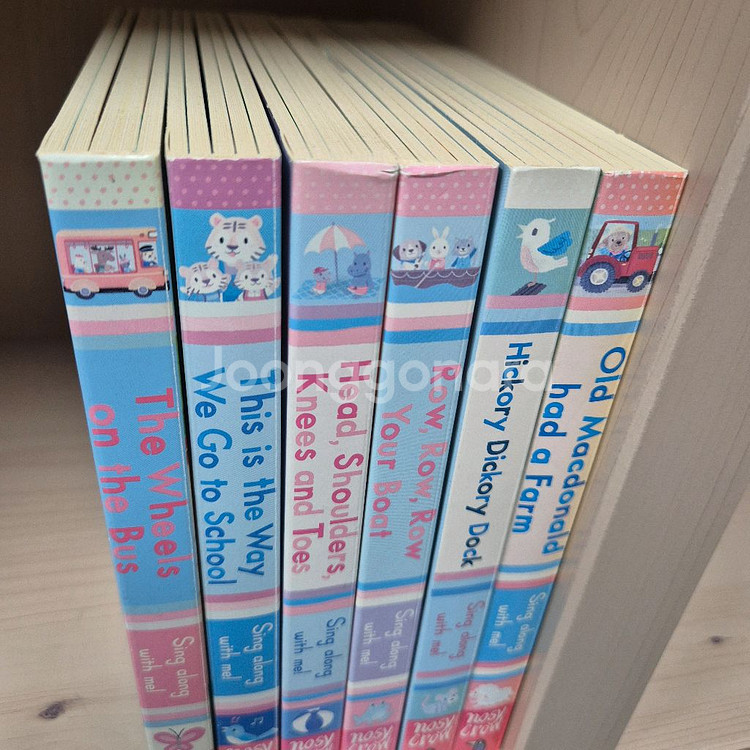 The Wheels
on the Bus
Sing along
with me!
This is the Way
We Go to School
Sing along
with me!
nosy
Head, Shoulders,
Knees and Toes
Sing along
with me!
nosy
Row, Row, Row
Your Boat
Sing along
with me!
nosy
crow
Hickory Dickory Dock
Sing along
with me!
nosy
crow
Old Macdonald
had a Farm
Sing along
with me!
nosy
crow
Joonggonara